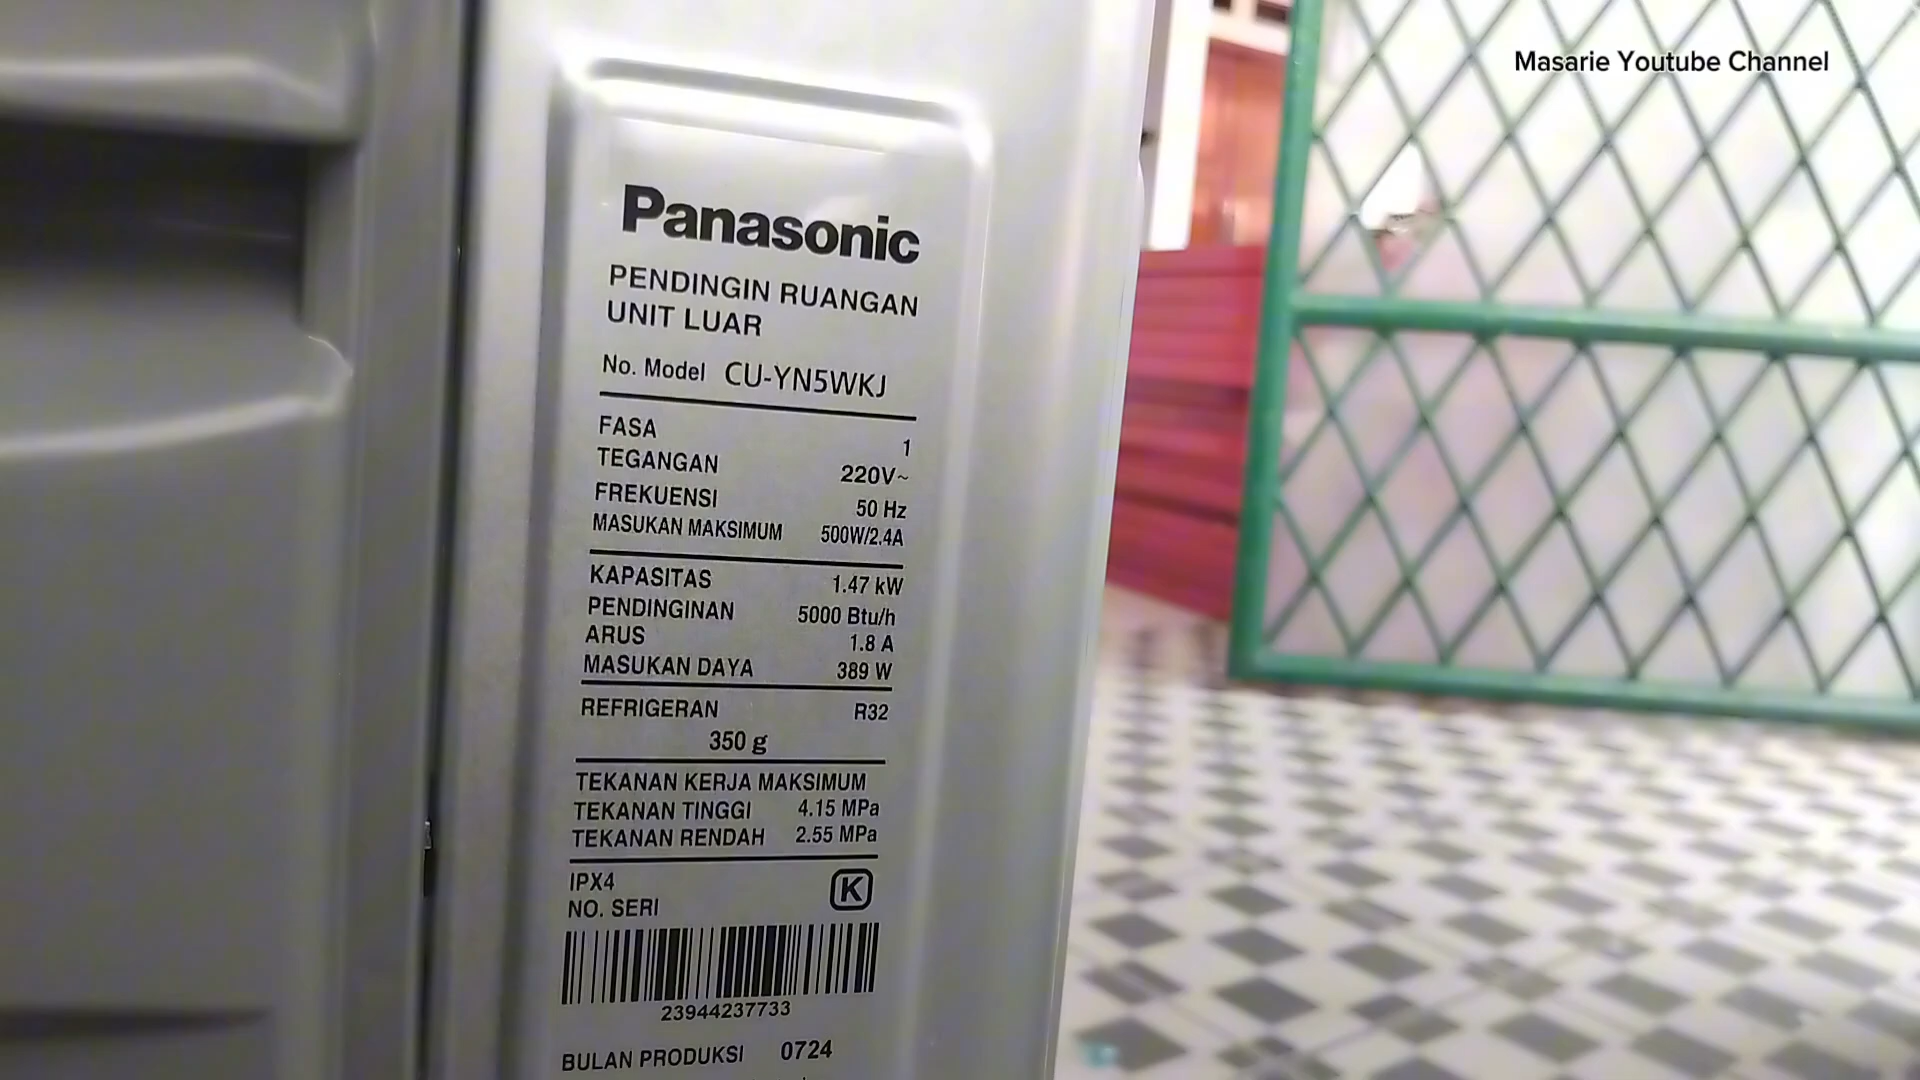 Masarie Youtube Channel
Panasonic
PENDINGIN RUANGAN
UNIT LUAR
No. Model CU-YN5WKJ
FASA 1
TEGANGAN 220V~
FREKUENSI 50 Hz
MASUKAN MAKSIMUM 500W/2.4A
KAPASITAS 1.47 kW
PENDINGINAN 5000 Btu/h
ARUS 1.8 A
MASUKAN DAYA 389 W
REFRIGERAN R32
350 g
TEKANAN KERJA MAKSIMUM
TEKANAN TINGGI 4.15 MPa
TEKANAN RENDAH 2.55 MPa
IPX4 K
NO. SERI
23944237733
BULAN PRODUKSI 0724